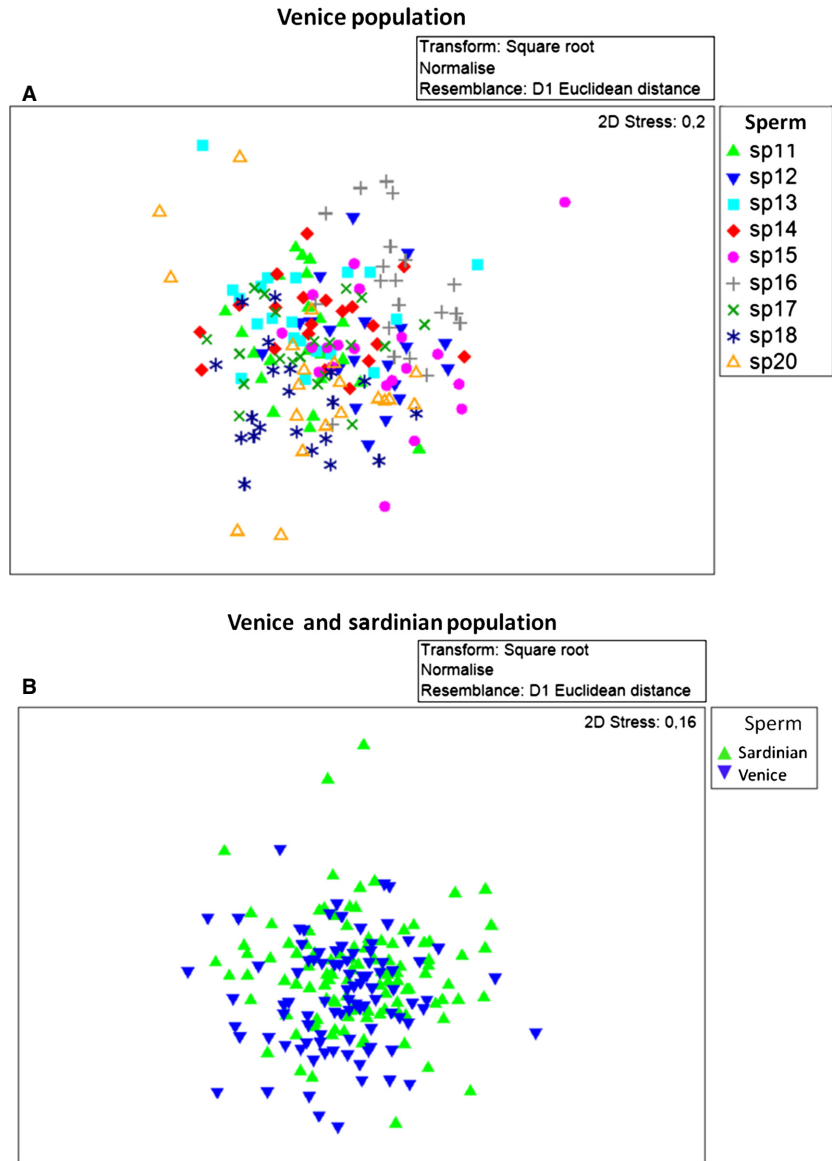 Venice population
Transform: Square root
Normalise
Resemblance: D1 Euclidean distance
A
2D Stress: 0,2
Sperm
sp11
sp12
sp13
sp14
sp15
sp16
sp17
sp18
sp20
Venice and sardinian population
Transform: Square root
Normalise
Resemblance: D1 Euclidean distance
B
2D Stress: 0,16
Sperm
Sardinian
Venice